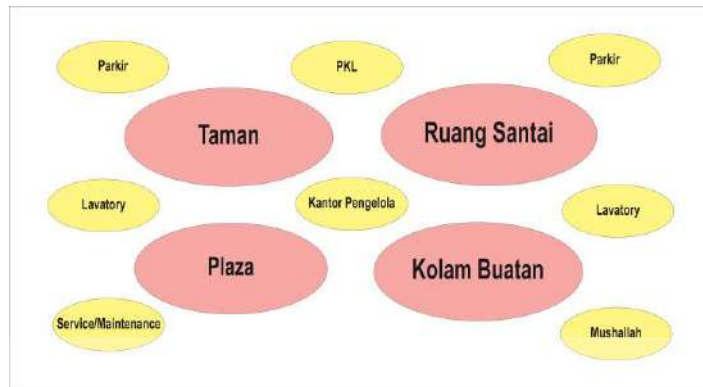 Parkir
PKL
Parkir
Taman
Ruang Santai
Lavatory
Kantor Pengelola
Lavatory
Plaza
Kolam Buatan
Service/Maintenance
Mushallah